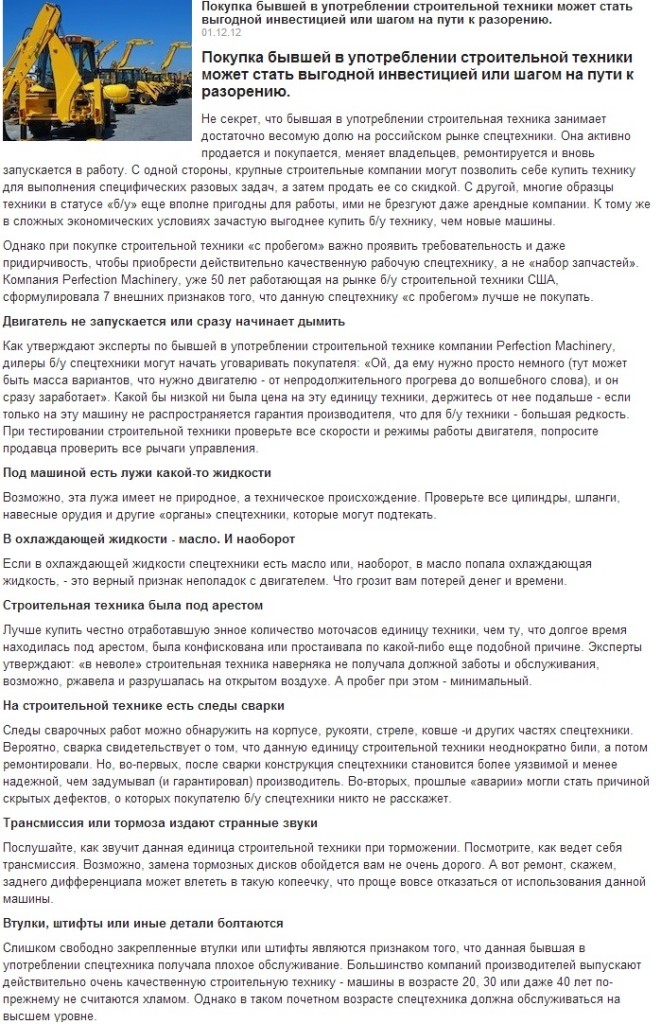 Покупка бывшей в употреблении строительной техники может стать
выгодной инвестицией или шагом на пути к разорению.
01.12.12
Покупка бывшей в употреблении строительной техники
может стать выгодной инвестицией или шагом на пути к
разорению.
Не секрет, что бывшая в употреблении строительная техника занимает
достаточно весомую долю на российском рынке спецтехники. Она активно
продается и покупается, меняет владельцев, ремонтируется и вновь
запускается в работу. С одной стороны, крупные строительные компании могут позволить себе купить технику
для выполнения специфических разовых задач, а затем продать ее со скидкой. С другой, многие образцы
техники в статусе «б/у» еще вполне пригодны для работы, ими не брезгуют даже арендные компании. К тому же
в сложных экономических условиях зачастую выгоднее купить б/у технику, чем новые машины.
Однако при покупке строительной техники «с пробегом» важно проявить требовательность и даже
придирчивость, чтобы приобрести действительно качественную рабочую спецтехнику, а не «набор запчастей».
Компания Perfection Machinery, уже 50 лет работающая на рынке б/у строительной техники США,
сформулировала 7 внешних признаков того, что данную спецтехнику «с пробегом» лучше не покупать.
Двигатель не запускается или сразу начинает дымить
Как утверждают эксперты по бывшей в употреблении строительной технике компании Perfection Machinery,
дилеры б/у спецтехники могут начать уговаривать покупателя: «Ой, да ему нужно просто немного (тут может
быть масса вариантов, что нужно двигателю - от непродолжительного прогрева до волшебного слова), и он
сразу заработает». Какой бы низкой ни была цена на эту единицу техники, держитесь от нее подальше - если
только на эту машину не распространяется гарантия производителя, что для б/у техники - большая редкость.
При тестировании строительной техники проверьте все скорости и режимы работы двигателя, попросите
продавца проверить все рычаги управления.
Под машиной есть лужи какой-то жидкости
Возможно, эта лужа имеет не природное, а техническое происхождение. Проверьте все цилиндры, шланги,
навесные орудия и другие «органы» спецтехники, которые могут подтекать.
В охлаждающей жидкости - масло. И наоборот
Если в охлаждающей жидкости спецтехники есть масло или, наоборот, в масло попала охлаждающая
жидкость, - это верный признак неполадок с двигателем. Что грозит вам потерей денег и времени.
Строительная техника была под арестом
Лучше купить честно отработавшую энное количество моточасов единицу техники, чем ту, что долгое время
находилась под арестом, была конфискована или простаивала по какой-либо еще подобной причине. Эксперты
утверждают: «в неволе» строительная техника наверняка не получала должной заботы и обслуживания,
возможно, ржавела и разрушалась на открытом воздухе. А пробег при этом - минимальный.
На строительной технике есть следы сварки
Следы сварочных работ можно обнаружить на корпусе, рукояти, стреле, ковше -и других частях спецтехники.
Вероятно, сварка свидетельствует о том, что данную единицу строительной техники неоднократно били, а потом
ремонтировали. Но, во-первых, после сварки конструкция спецтехники становится более уязвимой и менее
надежной, чем задумывал (и гарантировал) производитель. Во-вторых, прошлые «аварии» могли стать причиной
скрытых дефектов, о которых покупателю б/у спецтехники никто не расскажет.
Трансмиссия или тормоза издают странные звуки
Послушайте, как звучит данная единица строительной техники при торможении. Посмотрите, как ведет себя
трансмиссия. Возможно, замена тормозных дисков обойдется вам не очень дорого. А вот ремонт, скажем,
заднего дифференциала может влететь в такую копеечку, что проще вовсе отказаться от использования данной
машины.
Втулки, штифты или иные детали болтаются
Слишком свободно закрепленные втулки или штифты являются признаком того, что данная бывшая в
употреблении спецтехника получала плохое обслуживание. Большинство компаний производителей выпускают
действительно очень качественную строительную технику - машины в возрасте 20, 30 или даже 40 лет по-
прежнему не считаются хламом. Однако в таком почетном возрасте спецтехника должна обслуживаться на
высшем уровне.